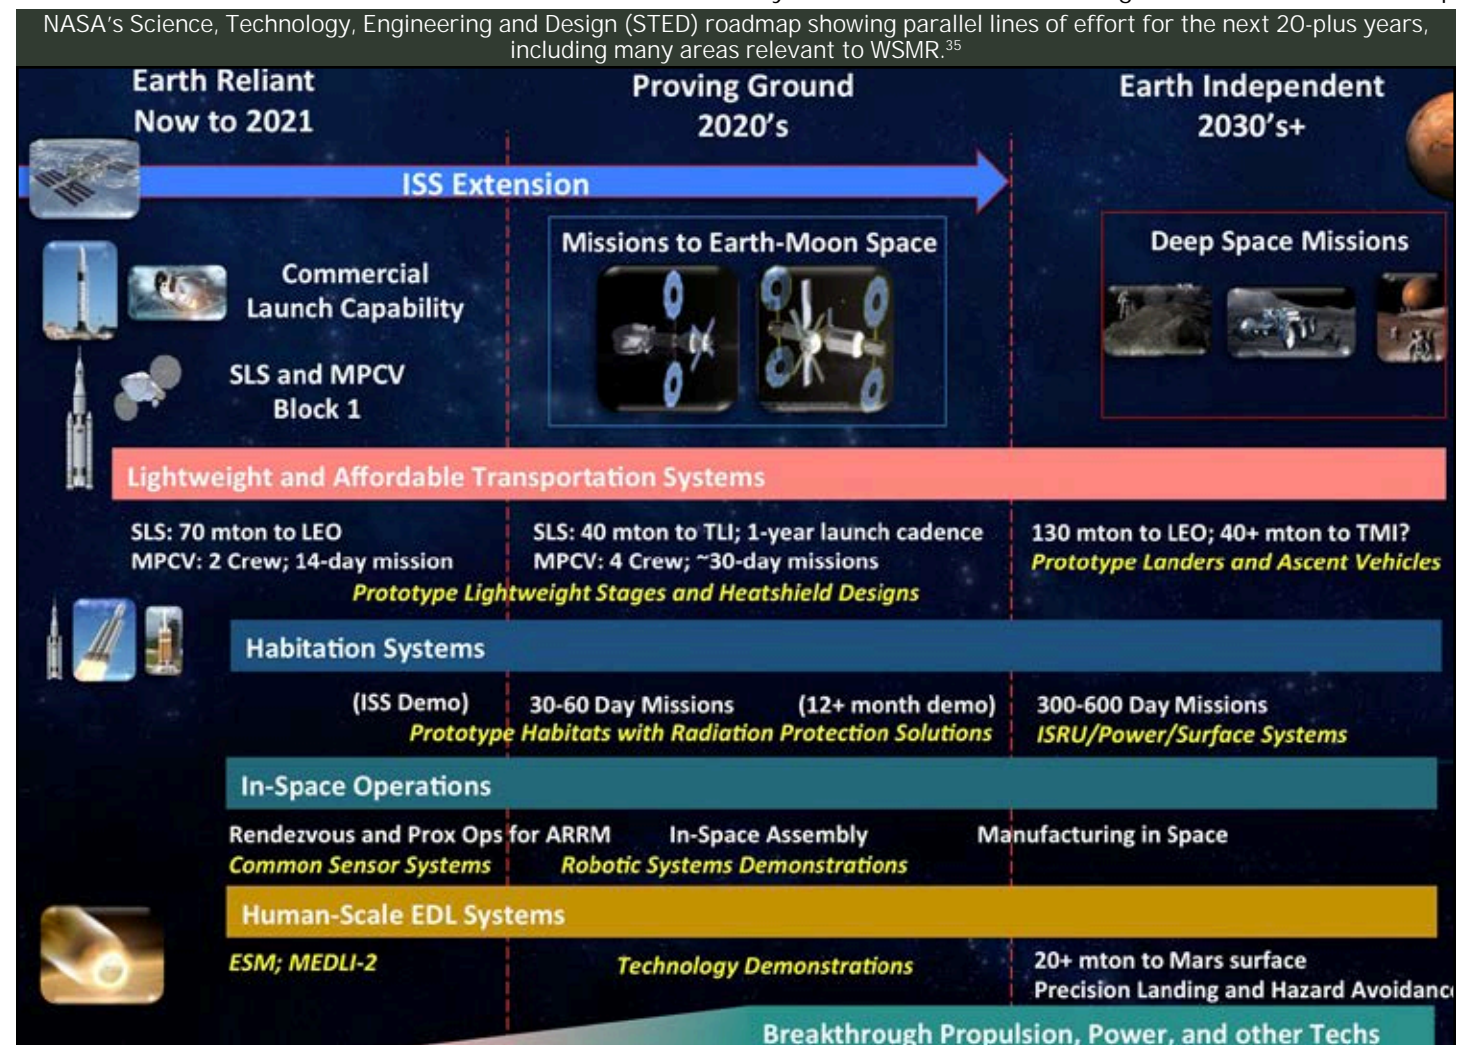 NASA's Science, Technology, Engineering and Design (STED) roadmap showing parallel lines of effort for the next 20-plus years,
including many areas relevant to WSMR.35
Earth Reliant
Now to 2021
Proving Ground
2020's
Earth Independent
2030's+
ISS Extension
Commercial
Launch Capability
Missions to Earth-Moon Space
Deep Space Missions
SLS and MPCV
Block 1
Lightweight and Affordable Transportation Systems
SLS: 70 mton to LEO
MPCV: 2 Crew; 14-day mission
SLS: 40 mton to TLI; 1-year launch cadence
MPCV: 4 Crew; ~30-day missions
Prototype Lightweight Stages and Heatshield Designs
130 mton to LEO; 40+ mton to TMI?
Prototype Landers and Ascent Vehicles
Habitation Systems
(ISS Demo)
30-60 Day Missions
(12+ month demo)
Prototype Habitats with Radiation Protection Solutions
300-600 Day Missions
ISRU/Power/Surface Systems
In-Space Operations
Rendezvous and Prox Ops for ARRM
In-Space Assembly
Manufacturing in Space
Common Sensor Systems
Robotic Systems Demonstrations
Human-Scale EDL Systems
ESM; MEDLI-2
Technology Demonstrations
20+ mton to Mars surface
Precision Landing and Hazard Avoidance
Breakthrough Propulsion, Power, and other Techs